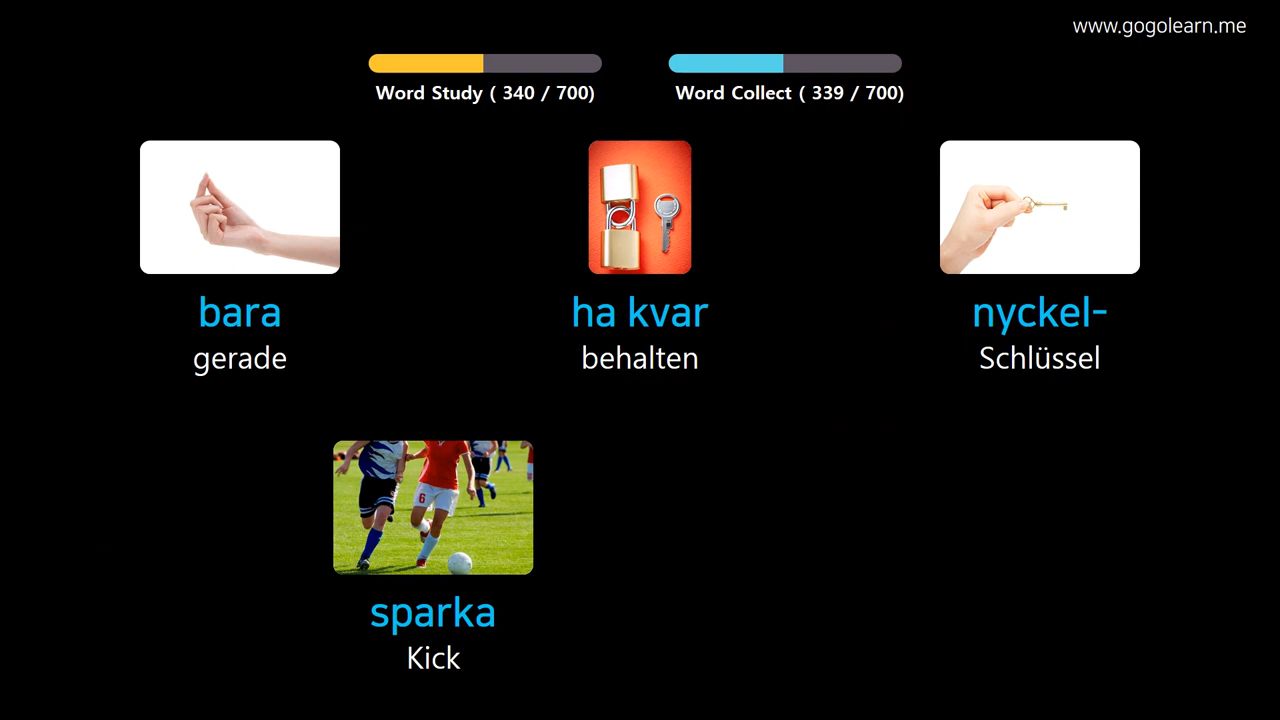 www.gogolearn.me
Word Study ( 340 / 700)
Word Collect ( 339 / 700)
bara
gerade
ha kvar
behalten
nyckel-
Schlüssel
6
sparka
Kick